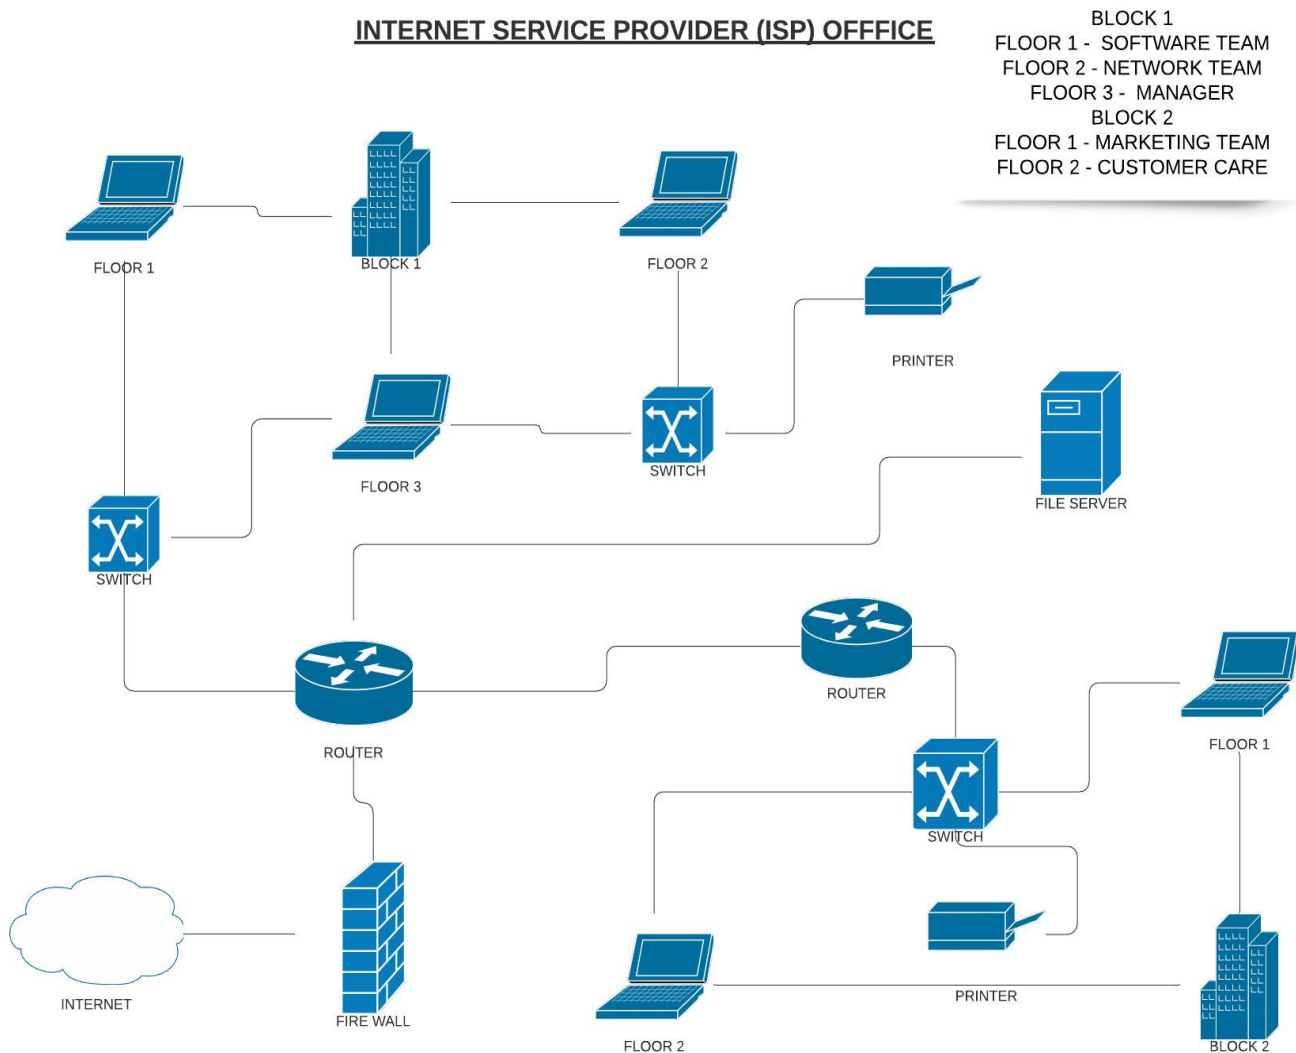 INTERNET SERVICE PROVIDER (ISP) OFFFICE
BLOCK 1
FLOOR 1 - SOFTWARE TEAM
FLOOR 2 - NETWORK TEAM
FLOOR 3 - MANAGER
BLOCK 2
FLOOR 1 - MARKETING TEAM
FLOOR 2 - CUSTOMER CARE
FLOOR 1
BLOCK 1
FLOOR 2
PRINTER
FLOOR 3
SWITCH
FILE SERVER
SWITCH
ROUTER
ROUTER
FLOOR 1
SWITCH
INTERNET
FIRE WALL
PRINTER
FLOOR 2
BLOCK 2